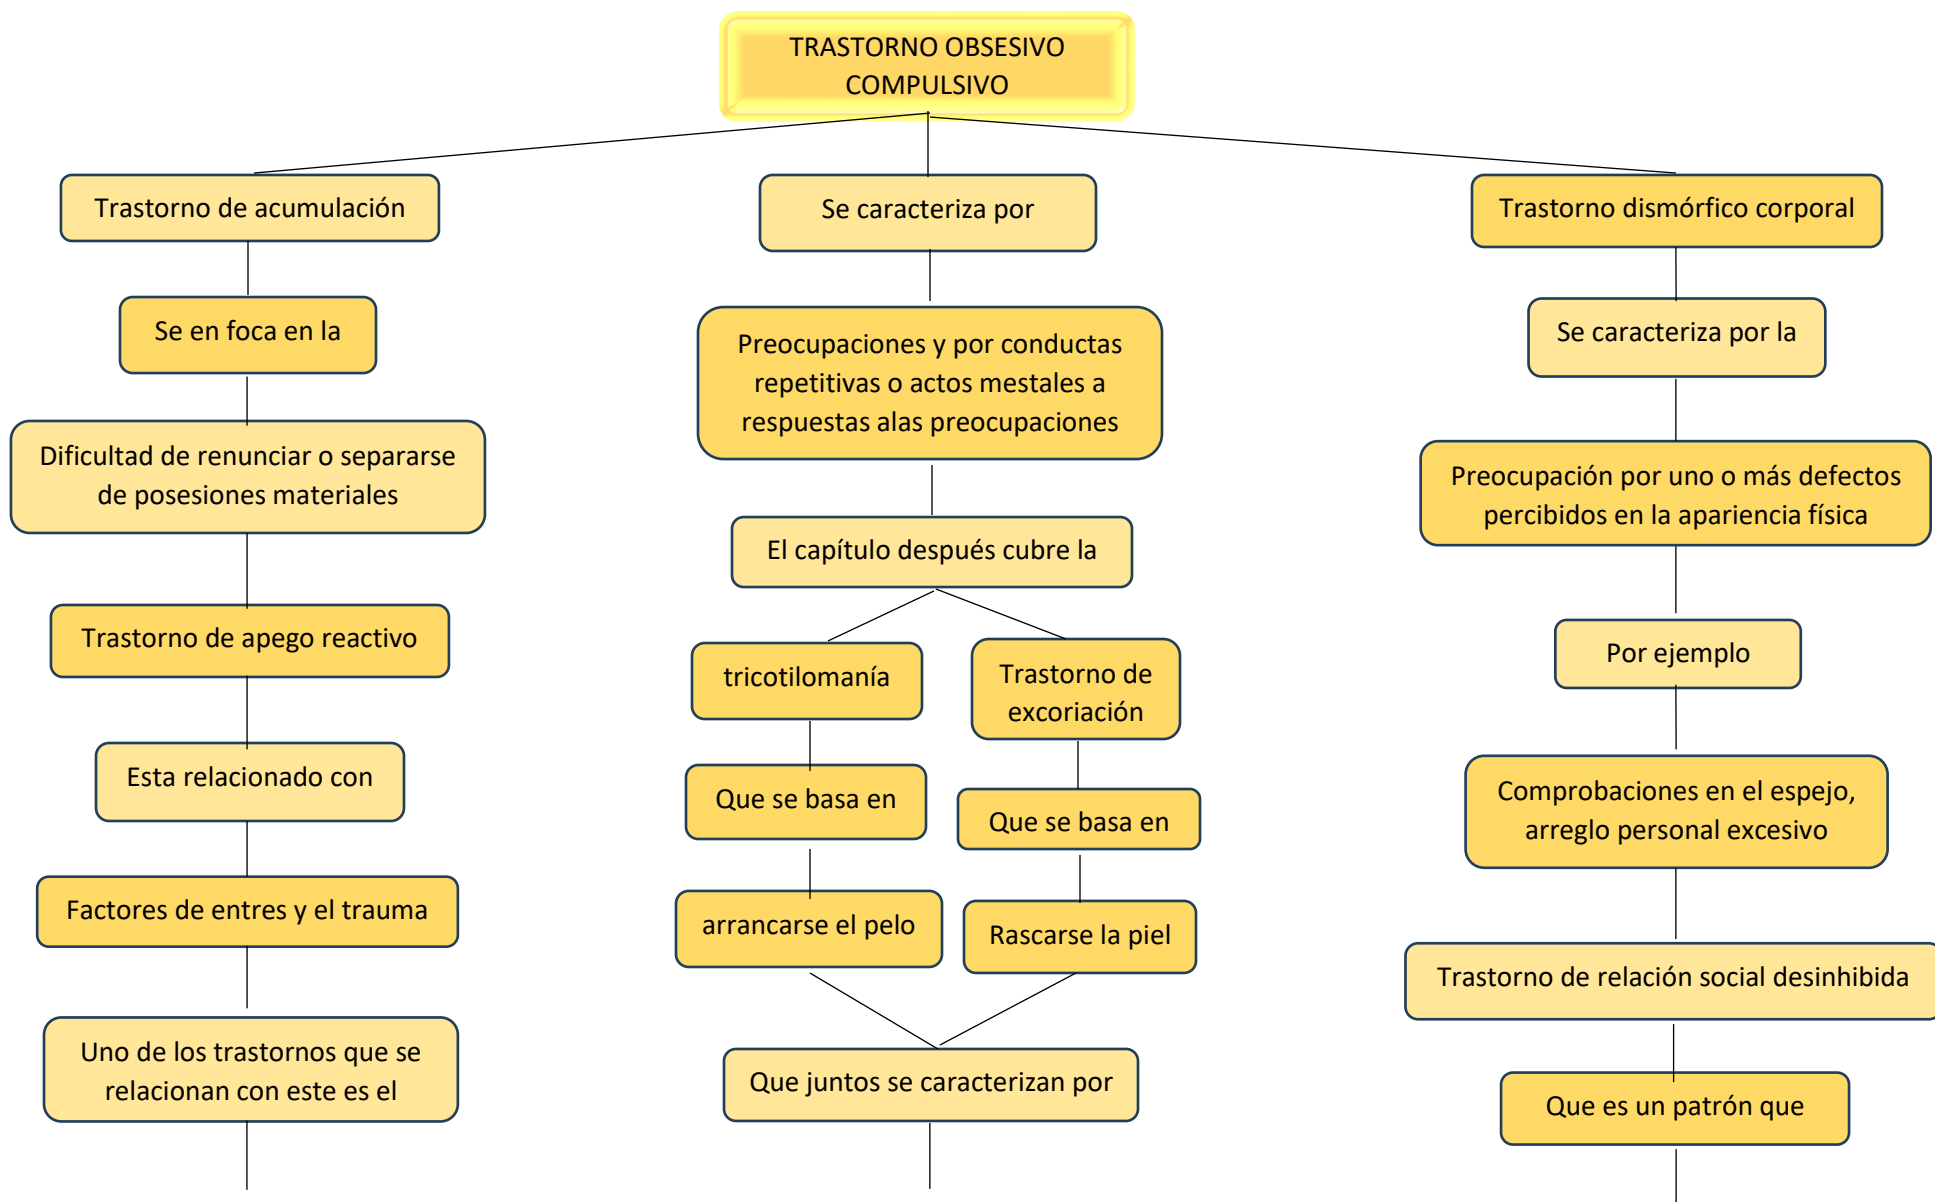 TRASTORNO OBSESIVO
COMPULSIVO
Trastorno de acumulación
Se en foca en la
Dificultad de renunciar o separarse
de posesiones materiales
Trastorno de apego reactivo
Esta relacionado con
Factores de entres y el trauma
Uno de los trastornos que se
relacionan con este es el
Se caracteriza por
Preocupaciones y por conductas
repetitivas o actos mestales a
respuestas alas preocupaciones
El capítulo después cubre la
tricotilomanía
Que se basa en
arrancarse el pelo
Trastorno de
excoriación
Que se basa en
Rascarse la piel
Que juntos se caracterizan por
Trastorno dismórfico corporal
Se caracteriza por la
Preocupación por uno o más defectos
percibidos en la apariencia física
Por ejemplo
Comprobaciones en el espejo,
arreglo personal excesivo
Trastorno de relación social desinhibida
Que es un patrón que